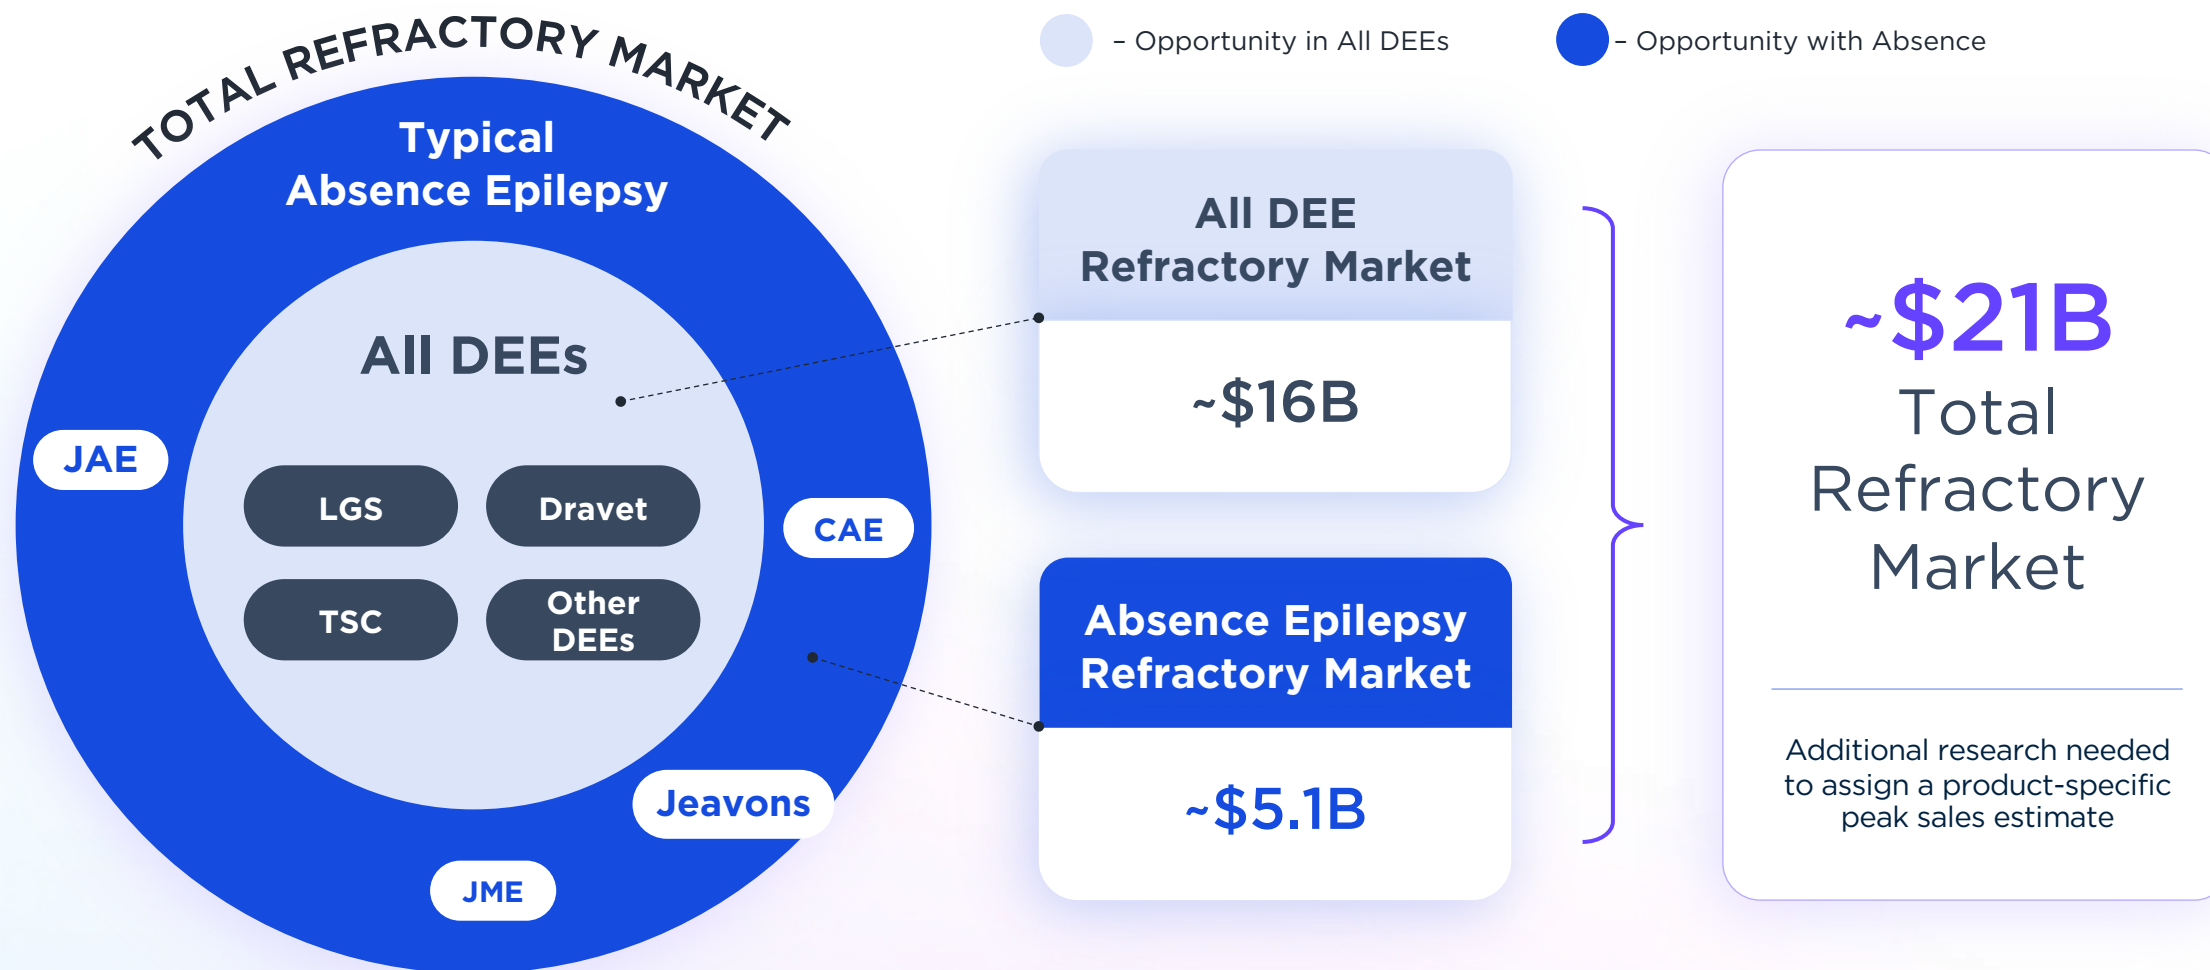 TOTAL REFRACTORY MARKET
Typical
Absence Epilepsy
All DEEs
JAE
LGS
Dravet
CAE
TSC
Other
DEEs
Jeavons
JME
– Opportunity in All DEEs
– Opportunity with Absence
All DEE
Refractory Market
~$16B
Absence Epilepsy
Refractory Market
~$5.1B
~$21B
Total
Refractory
Market
Additional research needed
to assign a product-specific
peak sales estimate